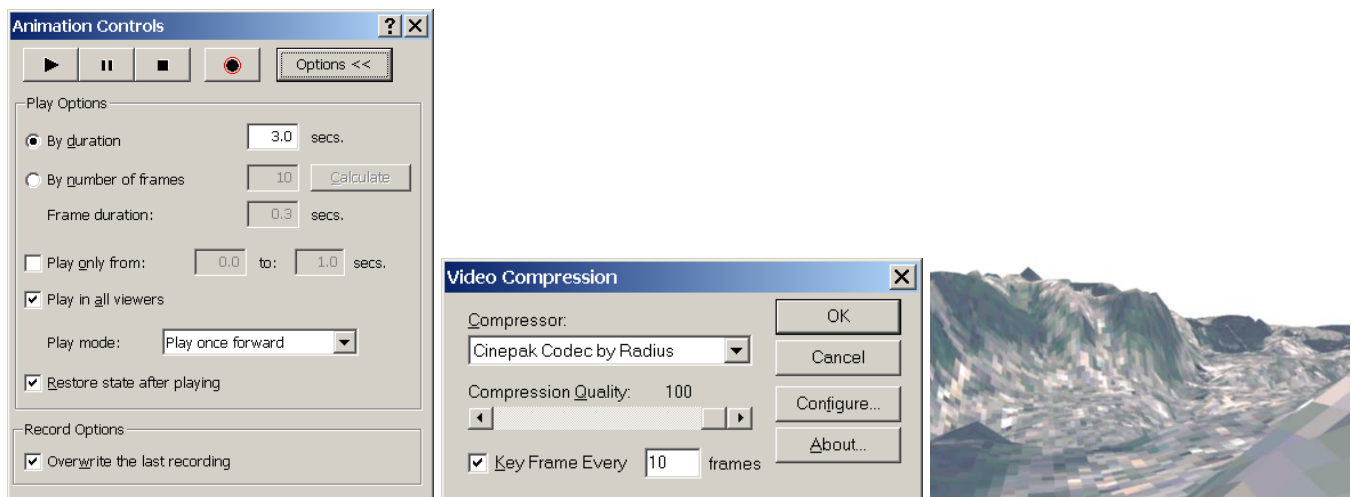 Animation Controls
Options <<
Play Options
By duration 3.0 secs.
By number of frames 10 Calculate
Frame duration: 0.3 secs.
Play only from: 0.0 to: 1.0 secs.
Play in all viewers
Play mode: Play once forward
Restore state after playing
Record Options
Overwrite the last recording
Video Compression
Compressor:
Cinepak Codec by Radius
Compression Quality: 100
Key Frame Every 10 frames
OK
Cancel
Configure...
About...